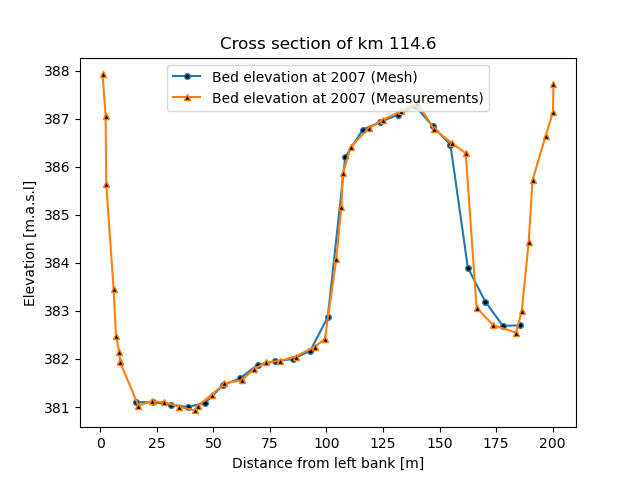 Cross section of km 114.6
Bed elevation at 2007 (Mesh)
Bed elevation at 2007 (Measurements)
Elevation [m.a.s.l]
388
387
386
385
384
383
382
381
0 25 50 75 100 125 150 175 200
Distance from left bank [m]